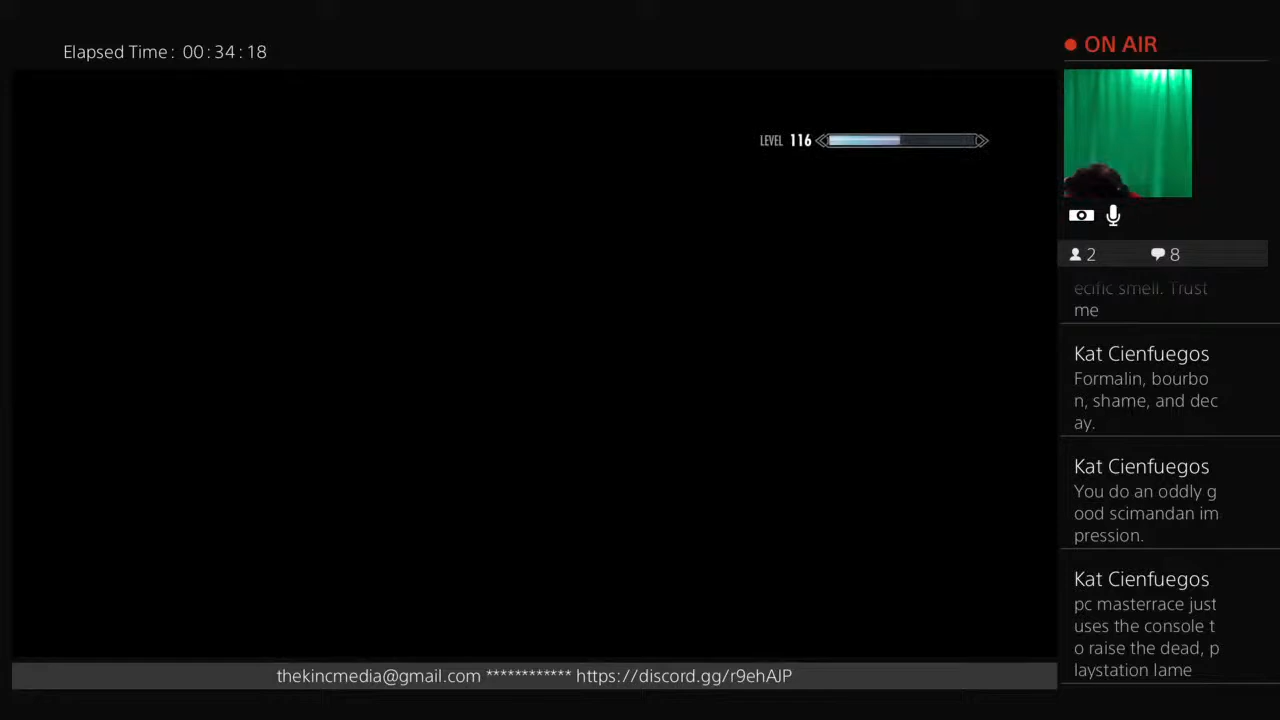 Elapsed Time: 00:34:18
ON AIR
LEVEL 116
2 8
ecific smell. Trust
me
Kat Cienfuegos
Formalin, bourbo
n, shame, and dec
ay.
Kat Cienfuegos
You do an oddly g
ood scimandan im
pression.
Kat Cienfuegos
pc masterrace just
uses the console t
o raise the dead, p
laystation lame
thekincmedia@gmail.com ************ https://discord.gg/r9ehAJP